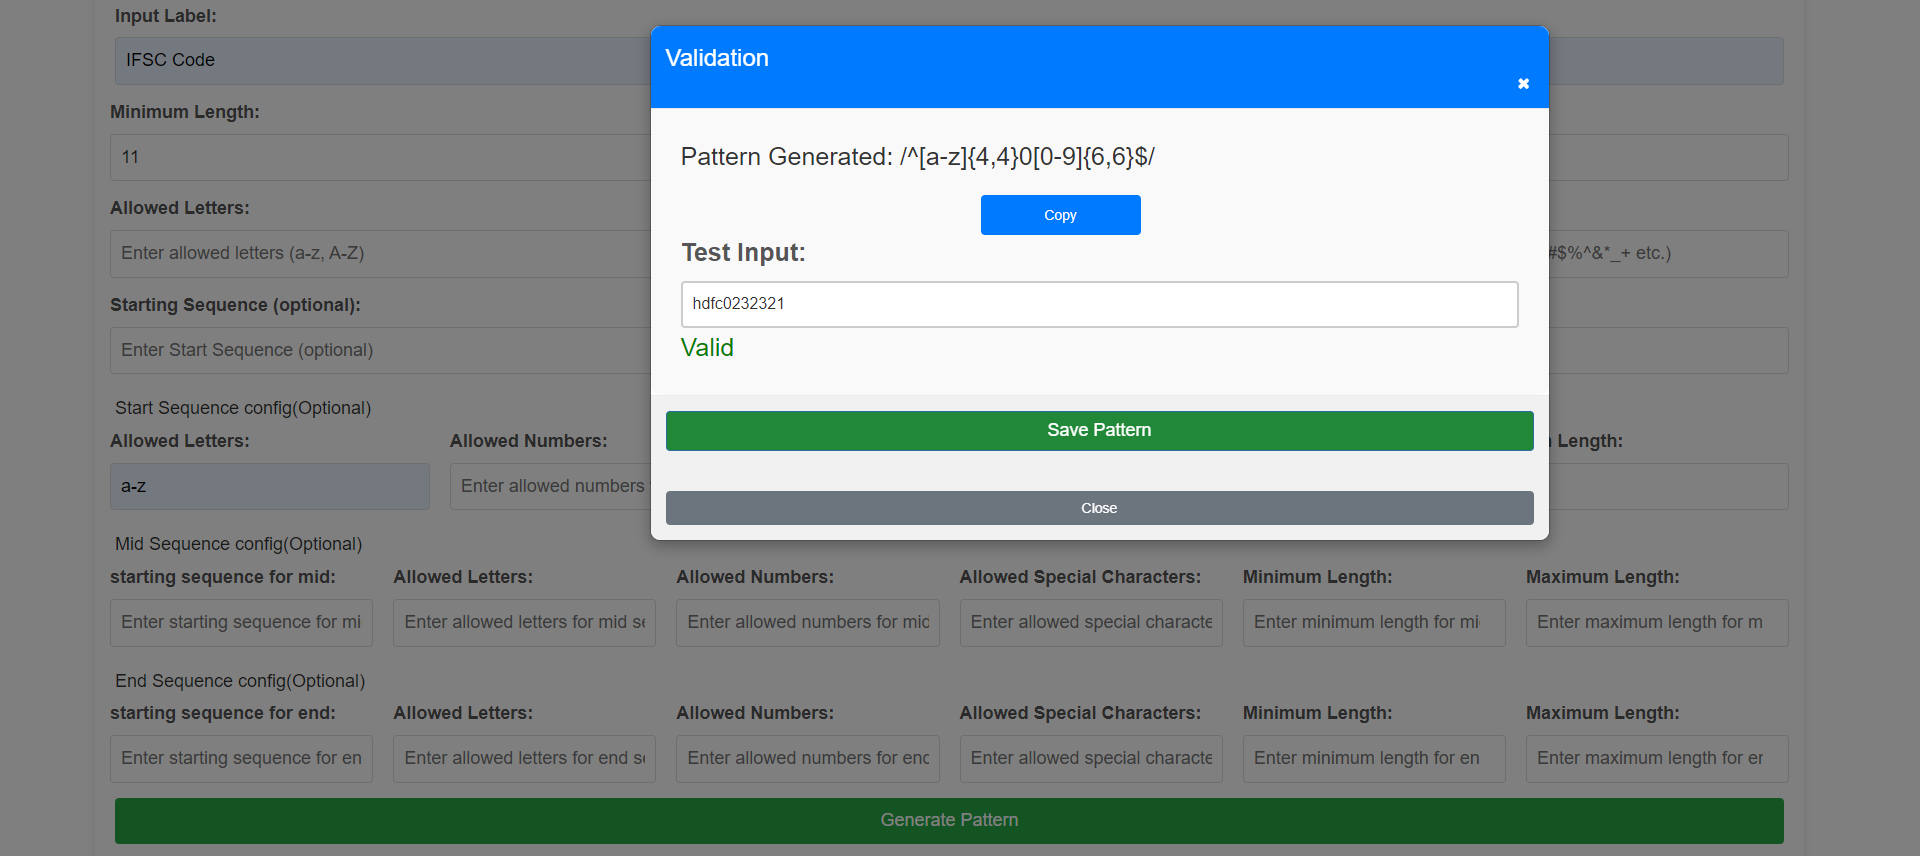 Input Label:
IFSC Code
Validation
✖
Minimum Length:
11
Pattern Generated: /^[a-z]{4,4}0[0-9]{6,6}$/
Copy
Allowed Letters:
Enter allowed letters (a-z, A-Z)
#$%^&*_+ etc.)
Test Input:
hdfc0232321
Valid
Starting Sequence (optional):
Enter Start Sequence (optional)
Start Sequence config(Optional)
Save Pattern
Allowed Letters:
Allowed Numbers:
Length:
a-z
Enter allowed numbers
Close
Mid Sequence config(Optional)
starting sequence for mid:
Allowed Letters:
Allowed Numbers:
Allowed Special Characters:
Minimum Length:
Maximum Length:
Enter starting sequence for mi
Enter allowed letters for mid se
Enter allowed numbers for mid
Enter allowed special characte
Enter minimum length for mi
Enter maximum length for m
End Sequence config(Optional)
starting sequence for end:
Allowed Letters:
Allowed Numbers:
Allowed Special Characters:
Minimum Length:
Maximum Length:
Enter starting sequence for en
Enter allowed letters for end se
Enter allowed numbers for end
Enter allowed special characte
Enter minimum length for en
Enter maximum length for er
Generate Pattern